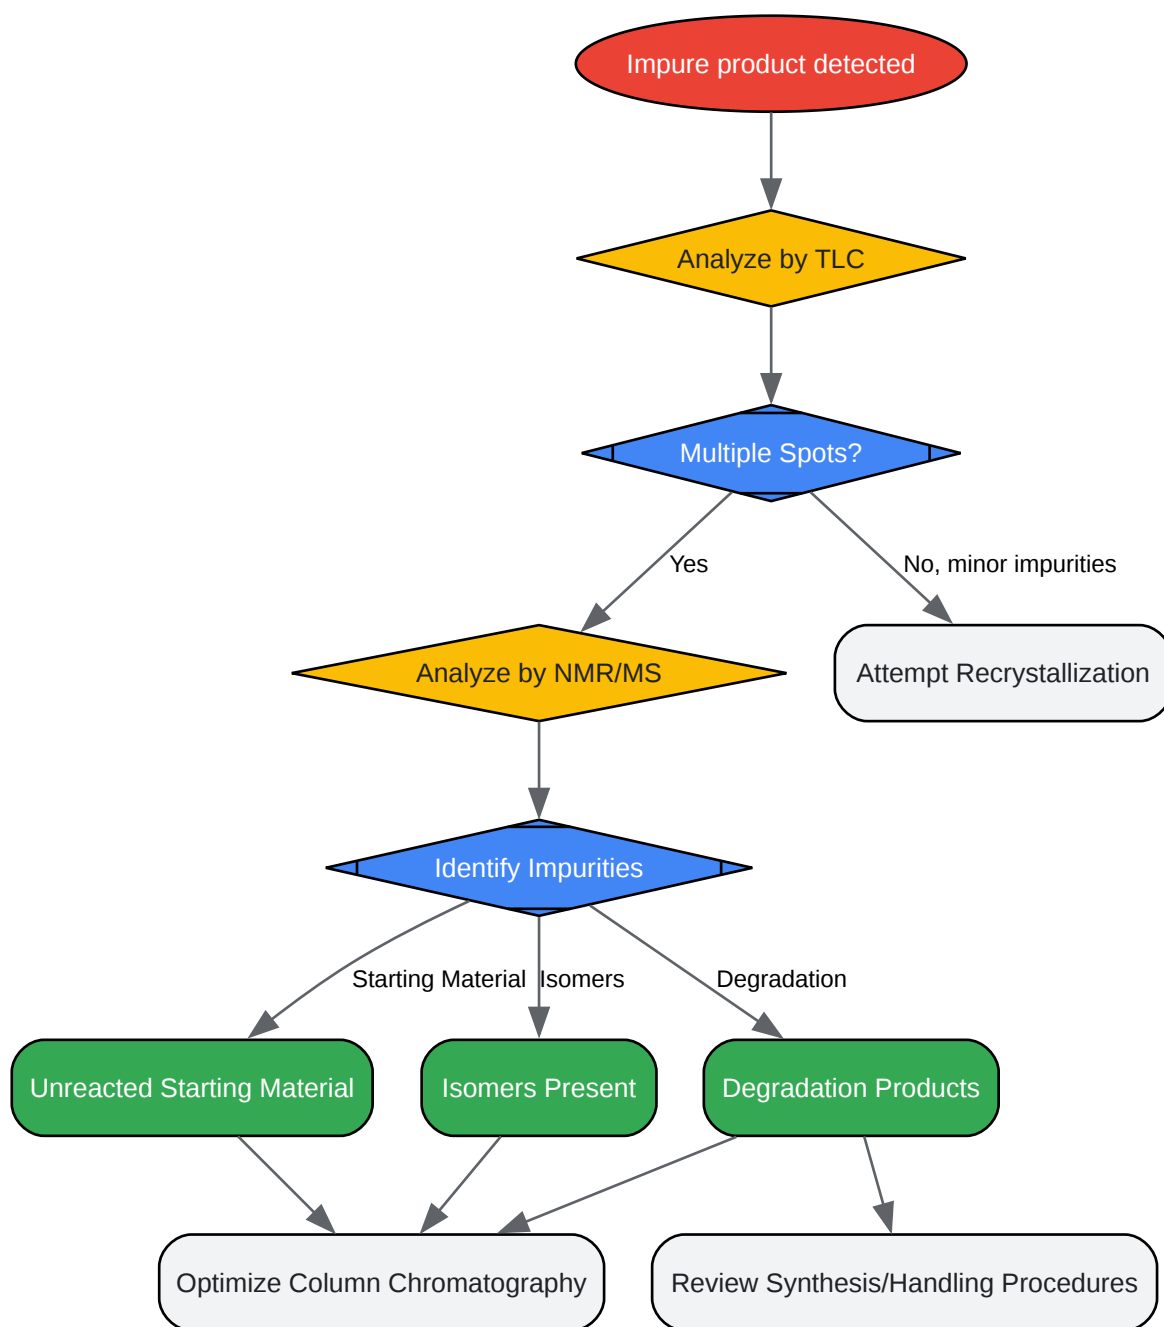 Impure product detected
Analyze by TLC
Multiple Spots?
Yes
No, minor impurities
Analyze by NMR/MS
Attempt Recrystallization
Identify Impurities
Starting Material
Isomers
Degradation
Unreacted Starting Material
Isomers Present
Degradation Products
Optimize Column Chromatography
Review Synthesis/Handling Procedures